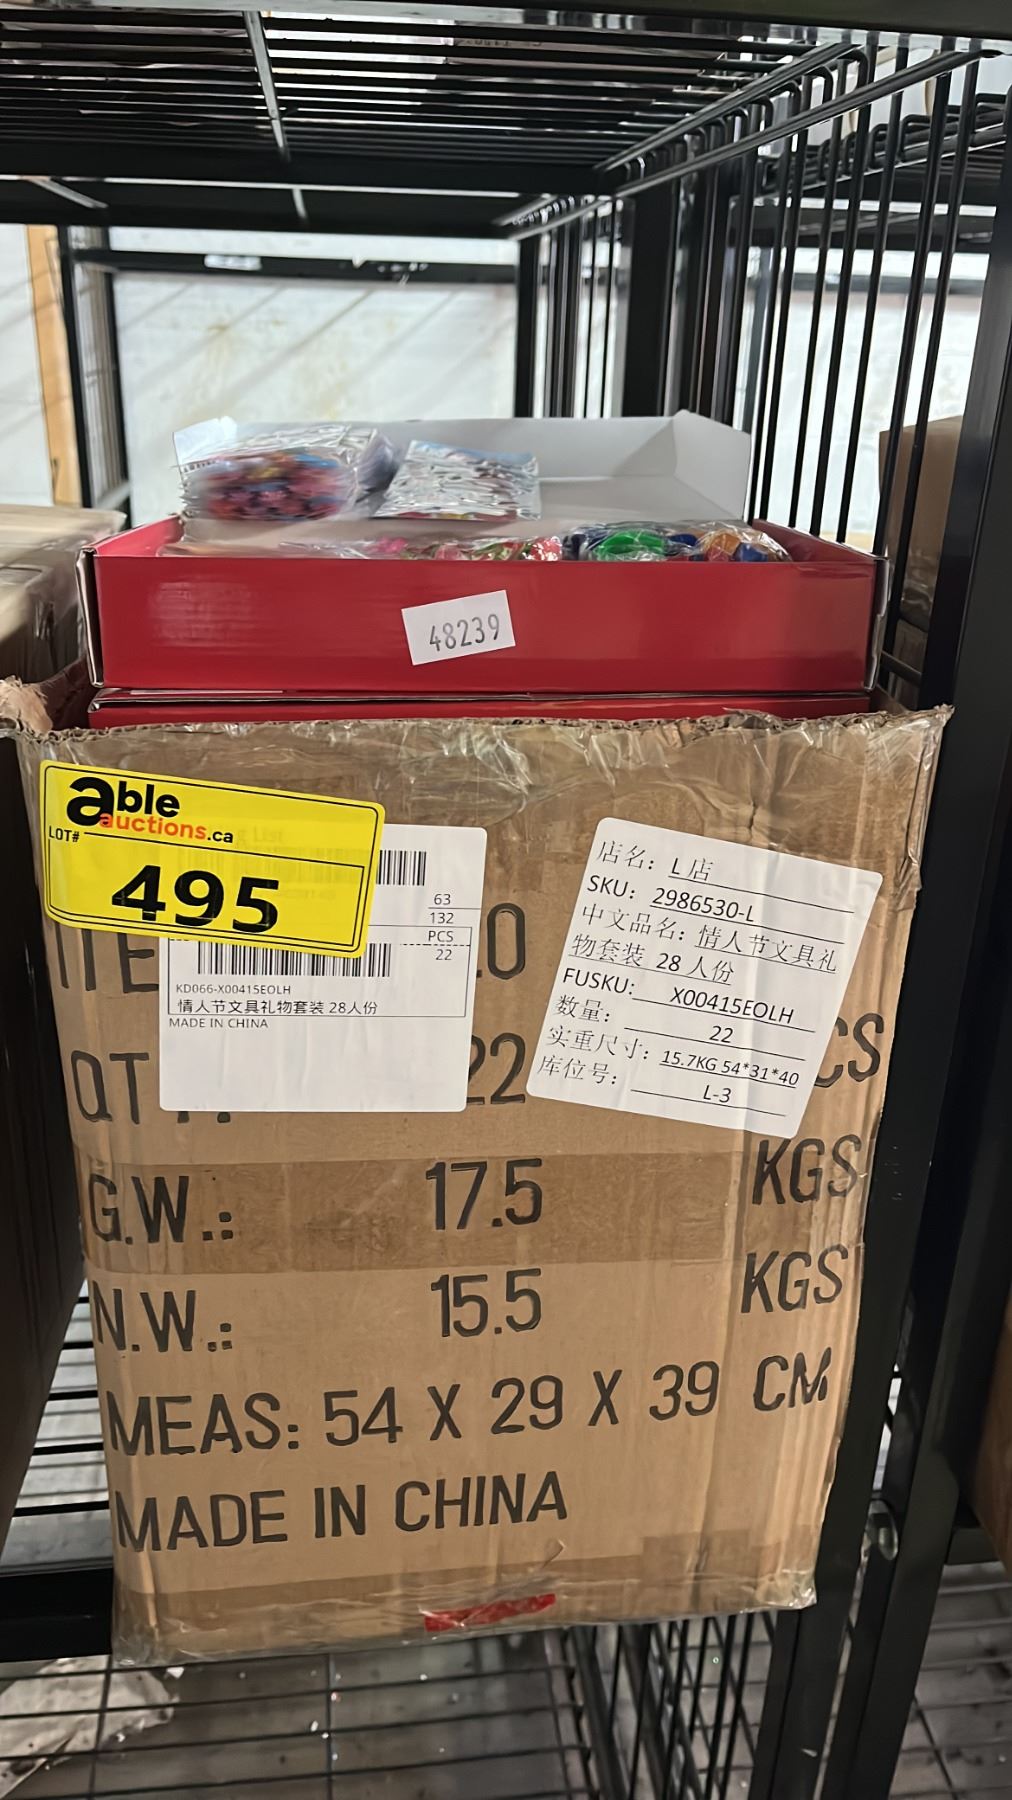 48239
able
auctions.ca
LOT#
495
63
132
PCS
22
KD066-X00415EOLH
情人节文具礼物套装 28人份
MADE IN CHINA
店名: L店
SKU: 2986530-L
中文品名: 情人节文具礼
物套装 28 人份
FUSKU: X00415EOLH
数量: 22
实重尺寸: 15.7KG 54*31*40
库位号: L-3
G.W.: 17.5 KGS
N.W.: 15.5 KGS
MEAS: 54 X 29 X 39 CM
MADE IN CHINA